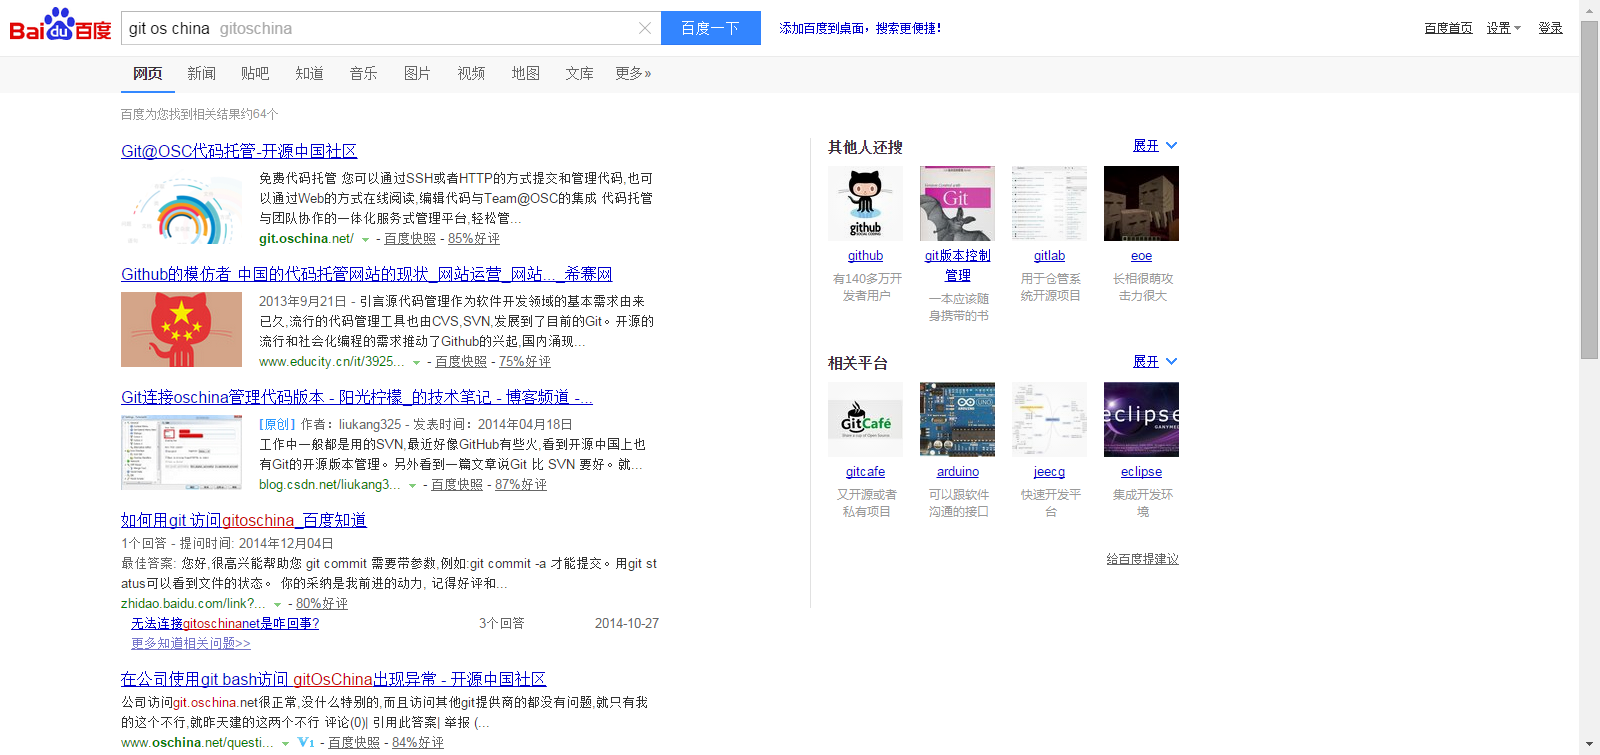 Bai du 百度
git os china gitoschina
百度一下
添加百度到桌面，搜索更便捷！
百度首页 设置 登录
网页 新闻 贴吧 知道 音乐 图片 视频 地图 文库 更多»
百度为您找到相关结果约64个
Git@OSC代码托管-开源中国社区
免费代码托管 您可以通过SSH或者HTTP的方式提交和管理代码,也可
以通过Web的方式在线阅读,编辑代码与Team@OSC的集成 代码托管
与团队协作的一体化服务式管理平台,轻松管...
git.oschina.net/ - 百度快照 - 85%好评
Github的模仿者 中国的代码托管网站的现状_网站运营_网站..._希赛网
2013年9月21日 - 引言源代码管理作为软件开发领域的基本需求由来
已久,流行的代码管理工具也由CVS,SVN,发展到了目前的Git。开源的
流行和社会化编程的需求推动了Github的兴起,国内涌现...
www.educity.cn/it/3925... - 百度快照 - 75%好评
Git连接oschina管理代码版本 - 阳光柠檬_的技术笔记 - 博客频道 -...
[原创] 作者：liukang325 - 发表时间：2014年04月18日
工作中一般都是用的SVN,最近好像GitHub有些火,看到开源中国上也
有Git的开源版本管理。另外看到一篇文章说Git 比 SVN 要好。就...
blog.csdn.net/liukang3... - 百度快照 - 87%好评
如何用git 访问gitoschina_百度知道
1个回答 - 提问时间: 2014年12月04日
最佳答案: 您好,很高兴能帮助您 git commit 需要带参数,例如:git commit -a 才能提交。用git st
atus可以看到文件的状态。 你的采纳是我前进的动力, 记得好评和...
zhidao.baidu.com/link?... - 80%好评
无法连接gitoschinanet是咋回事? 3个回答 2014-10-27
更多知道相关问题>>
在公司使用git bash访问 gitOsChina出现异常 - 开源中国社区
公司访问git.oschina.net很正常,没什么特别的,而且访问其他git提供商的都没有问题,就只有我
的这个不行,就昨天建的这两个不行 评论(0)| 引用此答案| 举报 (...
www.oschina.net/questi... V1 - 百度快照 - 84%好评
其他人还搜 展开
github
SOCIAL CODING
Git
github git版本控制 gitlab eoe
管理
有140多万开 一本应该随 用于仓管系 长相很萌攻
发者用户 身携带的书 统开源项目 击力很大
相关平台 展开
GitCafé
UNO
eclipse
GANYMEDE
gitcafe arduino jeecg eclipse
又开源或者 可以跟软件 快速开发平 集成开发环
私有项目 沟通的接口 台 境
给百度提建议